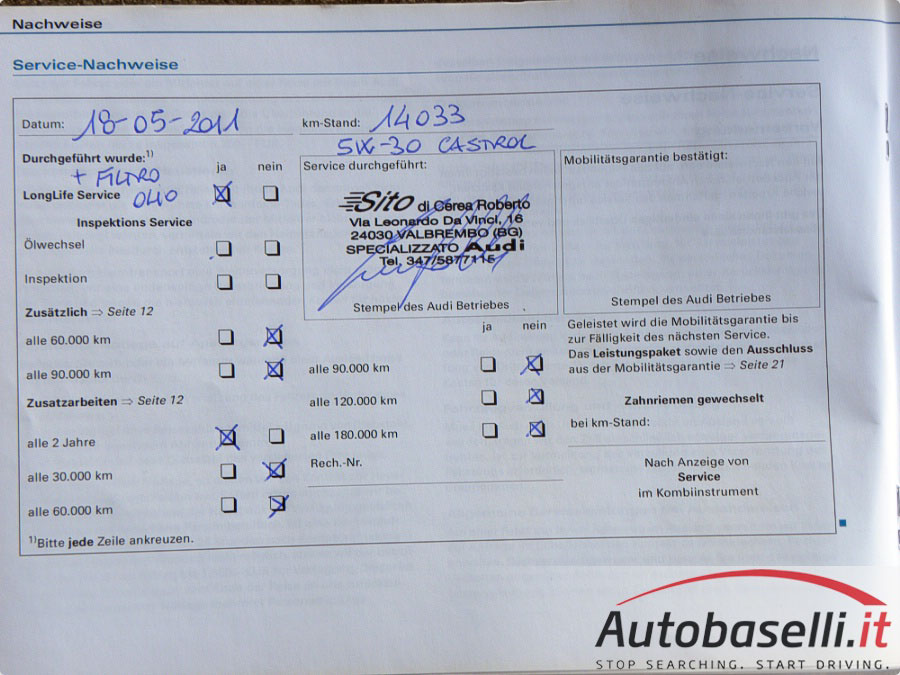 Nachweise
Service-Nachweise
Datum: 18-05-2011
km-Stand: 14033
5W-30 CASTROL
Durchgeführt wurde:1)
ja nein
+ FILTRO
LongLife Service OLIO
Inspektions Service
Ölwechsel
Inspektion
Zusätzlich ⇒ Seite 12
alle 60.000 km
alle 90.000 km
Zusatzarbeiten ⇒ Seite 12
alle 2 Jahre
alle 30.000 km
alle 60.000 km
1)Bitte jede Zeile ankreuzen.
Service durchgeführt:
Sito di Cerea Roberto
Via Leonardo Da Vinci, 16
24030 VALBREMBO (BG)
SPECIALIZZATO Audi
Tel. 347/5877115
Stempel des Audi Betriebes
ja nein
alle 90.000 km
alle 120.000 km
alle 180.000 km
Rech.-Nr.
Mobilitätsgarantie bestätigt:
Stempel des Audi Betriebes
Geleistet wird die Mobilitätsgarantie bis
zur Fälligkeit des nächsten Service.
Das Leistungspaket sowie den Ausschluss
aus der Mobilitätsgarantie ⇒ Seite 21
Zahnriemen gewechselt
bei km-Stand:
Nach Anzeige von
Service
im Kombiinstrument
Autobaselli.it
STOP SEARCHING. START DRIVING.